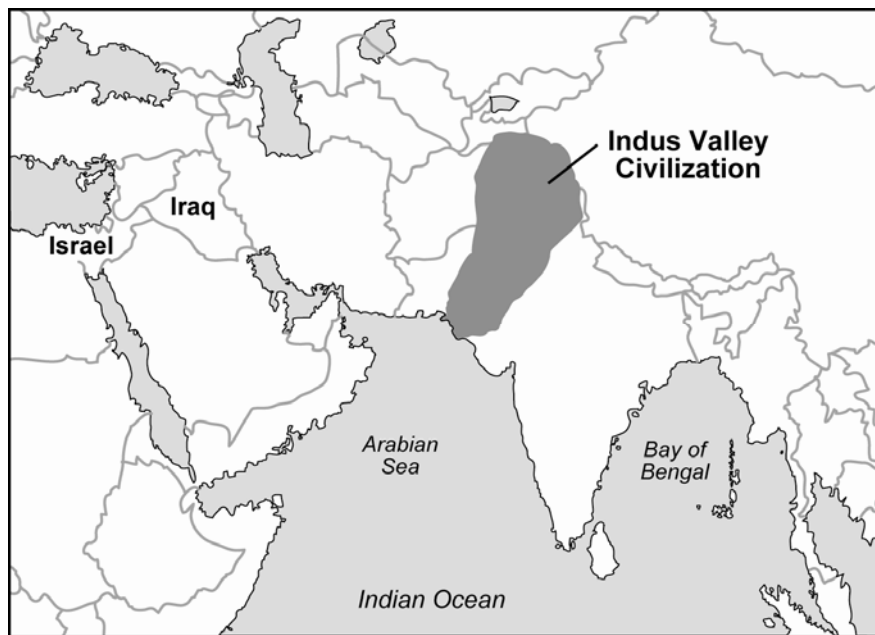 Indus Valley
Civilization
Iraq
Israel
Arabian
Sea
Bay of
Bengal
Indian Ocean